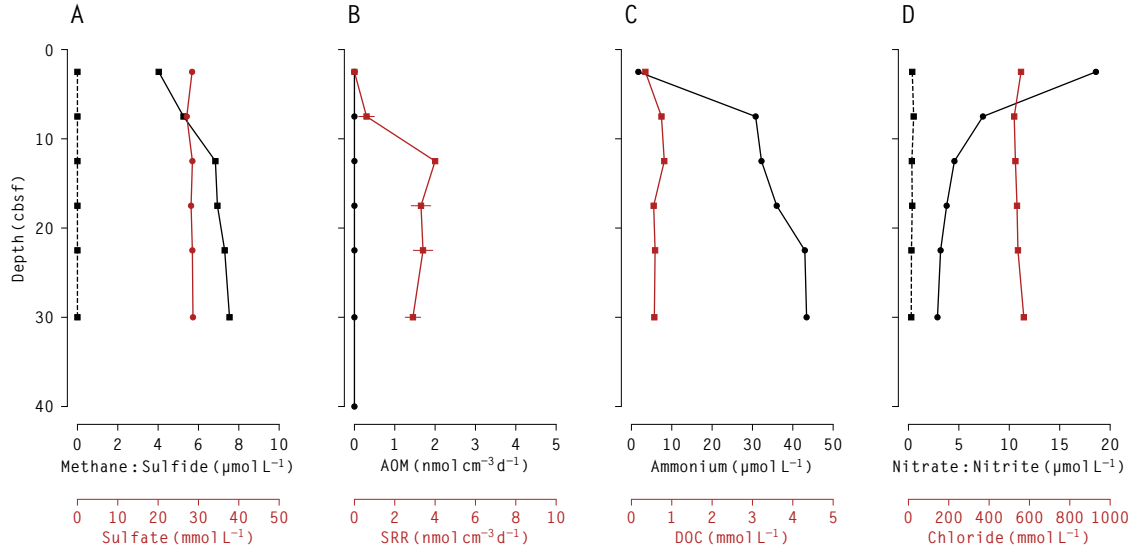 A B C D
0
10
20
30
40
Depth (cbsf)
0 2 4 6 8 10
Methane : Sulfide (µmol L⁻¹)
0 10 20 30 40 50
Sulfate (mmol L⁻¹)
0 1 2 3 4 5
AOM (nmol cm⁻³ d⁻¹)
0 2 4 6 8 10
SRR (nmol cm⁻³ d⁻¹)
0 10 20 30 40 50
Ammonium (µmol L⁻¹)
0 1 2 3 4 5
DOC (mmol L⁻¹)
0 5 10 15 20
Nitrate : Nitrite (µmol L⁻¹)
0 200 400 600 800 1000
Chloride (mmol L⁻¹)